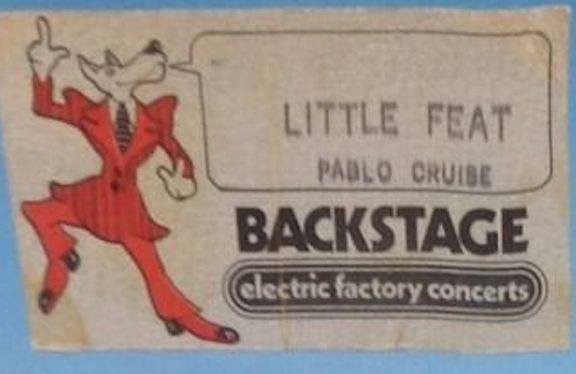 LITTLE FEAT
PABLO CRUISE
BACKSTAGE
electric factory concerts